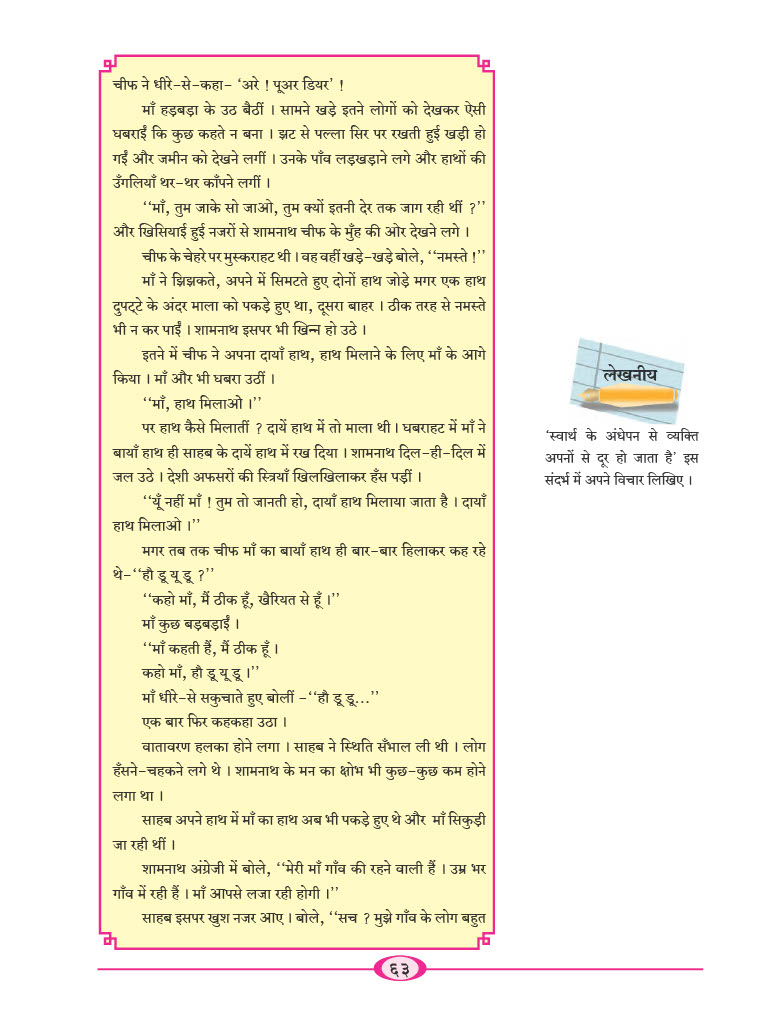 चीफ ने धीरे-से-कहा- ‘अरे ! पूअर डियर’ !
माँ हड़बड़ा के उठ बैठीं । सामने खड़े इतने लोगों को देखकर ऐसी
घबराईं कि कुछ कहते न बना । झट से पल्ला सिर पर रखती हुई खड़ी हो
गईं और जमीन को देखने लगीं । उनके पाँव लड़खड़ाने लगे और हाथों की
उँगलियाँ थर-थर काँपने लगीं ।
‘‘माँ, तुम जाके सो जाओ, तुम क्यों इतनी देर तक जाग रही थीं ?’’
और खिसियाई हुई नजरों से शामनाथ चीफ के मुँह की ओर देखने लगे ।
चीफ के चेहरे पर मुस्कराहट थी । वह वहीं खड़े-खड़े बोले, ‘‘नमस्ते !’’
माँ ने झिझकते, अपने में सिमटते हुए दोनों हाथ जोड़े मगर एक हाथ
दुपट्टे के अंदर माला को पकड़े हुए था, दूसरा बाहर । ठीक तरह से नमस्ते
भी न कर पाईं । शामनाथ इसपर भी खिन्न हो उठे ।
इतने में चीफ ने अपना दायाँ हाथ, हाथ मिलाने के लिए माँ के आगे
किया । माँ और भी घबरा उठीं ।
‘‘माँ, हाथ मिलाओ ।’’
पर हाथ कैसे मिलातीं ? दायें हाथ में तो माला थी । घबराहट में माँ ने
बायाँ हाथ ही साहब के दायें हाथ में रख दिया । शामनाथ दिल-ही-दिल में
जल उठे । देशी अफसरों की स्त्रियाँ खिलखिलाकर हँस पड़ीं ।
‘‘यूँ नहीं माँ ! तुम तो जानती हो, दायाँ हाथ मिलाया जाता है । दायाँ
हाथ मिलाओ ।’’
मगर तब तक चीफ माँ का बायाँ हाथ ही बार-बार हिलाकर कह रहे
थे-‘‘हौ डू यू डू ?’’
‘‘कहो माँ, मैं ठीक हूँ, खैरियत से हूँ ।’’
माँ कुछ बड़बड़ाईं ।
‘‘माँ कहती हैं, मैं ठीक हूँ ।
कहो माँ, हौ डू यू डू ।’’
माँ धीरे-से सकुचाते हुए बोलीं -‘‘हौ डू डू...’’
एक बार फिर कहकहा उठा ।
वातावरण हलका होने लगा । साहब ने स्थिति सँभाल ली थी । लोग
हँसने-चहकने लगे थे । शामनाथ के मन का क्षोभ भी कुछ-कुछ कम होने
लगा था ।
साहब अपने हाथ में माँ का हाथ अब भी पकड़े हुए थे और माँ सिकुड़ी
जा रही थीं ।
शामनाथ अंग्रेजी में बोले, ‘‘मेरी माँ गाँव की रहने वाली हैं । उम्र भर
गाँव में रही हैं । माँ आपसे लजा रही होगी ।’’
साहब इसपर खुश नजर आए । बोले, ‘‘सच ? मुझे गाँव के लोग बहुत
लेखनीय
‘स्वार्थ के अंधेपन से व्यक्ति
अपनों से दूर हो जाता है’ इस
संदर्भ में अपने विचार लिखिए ।
६३